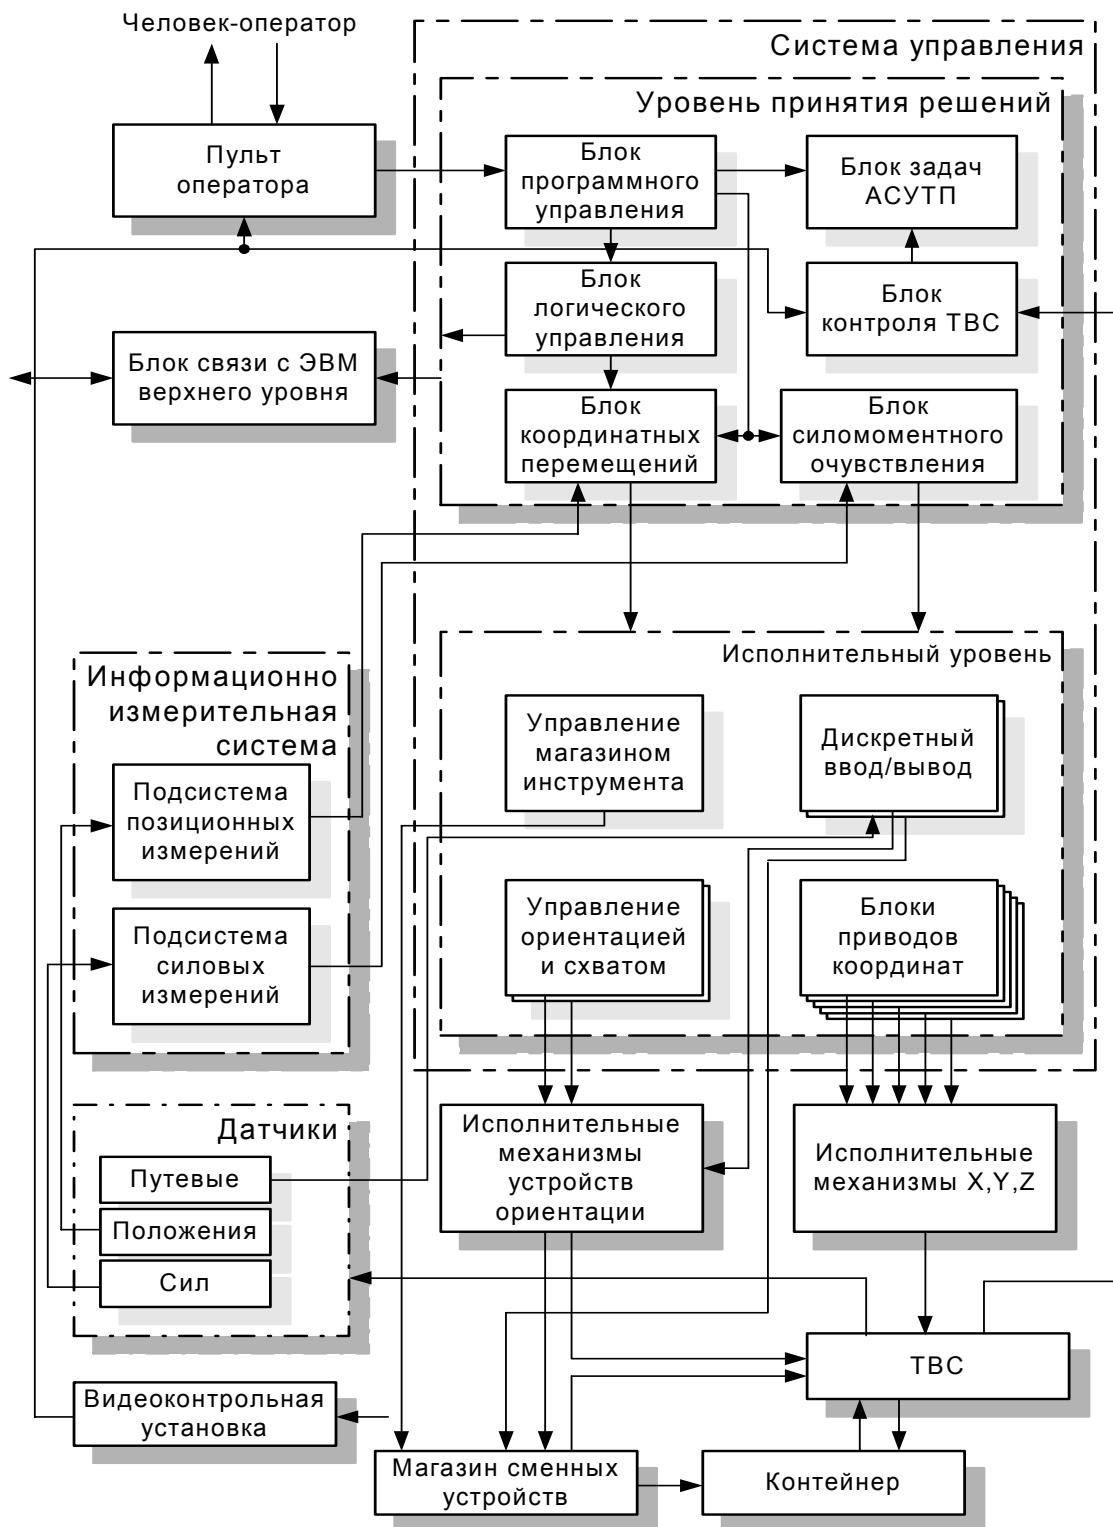 Человек-оператор
Система управления
Уровень принятия решений
Пульт
оператора
Блок
программного
управления
Блок задач
АСУТП
Блок
логического
управления
Блок
контроля ТВС
Блок связи с ЭВМ
верхнего уровня
Блок
координатных
перемещений
Блок
силомоментного
очувствления
Исполнительный уровень
Информационно
измерительная
система
Управление
магазином
инструмента
Дискретный
ввод/вывод
Подсистема
позиционных
измерений
Управление
ориентацией
и схватом
Блоки
приводов
координат
Подсистема
силовых
измерений
Датчики
Путевые
Положения
Сил
Исполнительные
механизмы
устройств
ориентации
Исполнительные
механизмы X,Y,Z
ТВС
Видеоконтрольная
установка
Магазин сменных
устройств
Контейнер